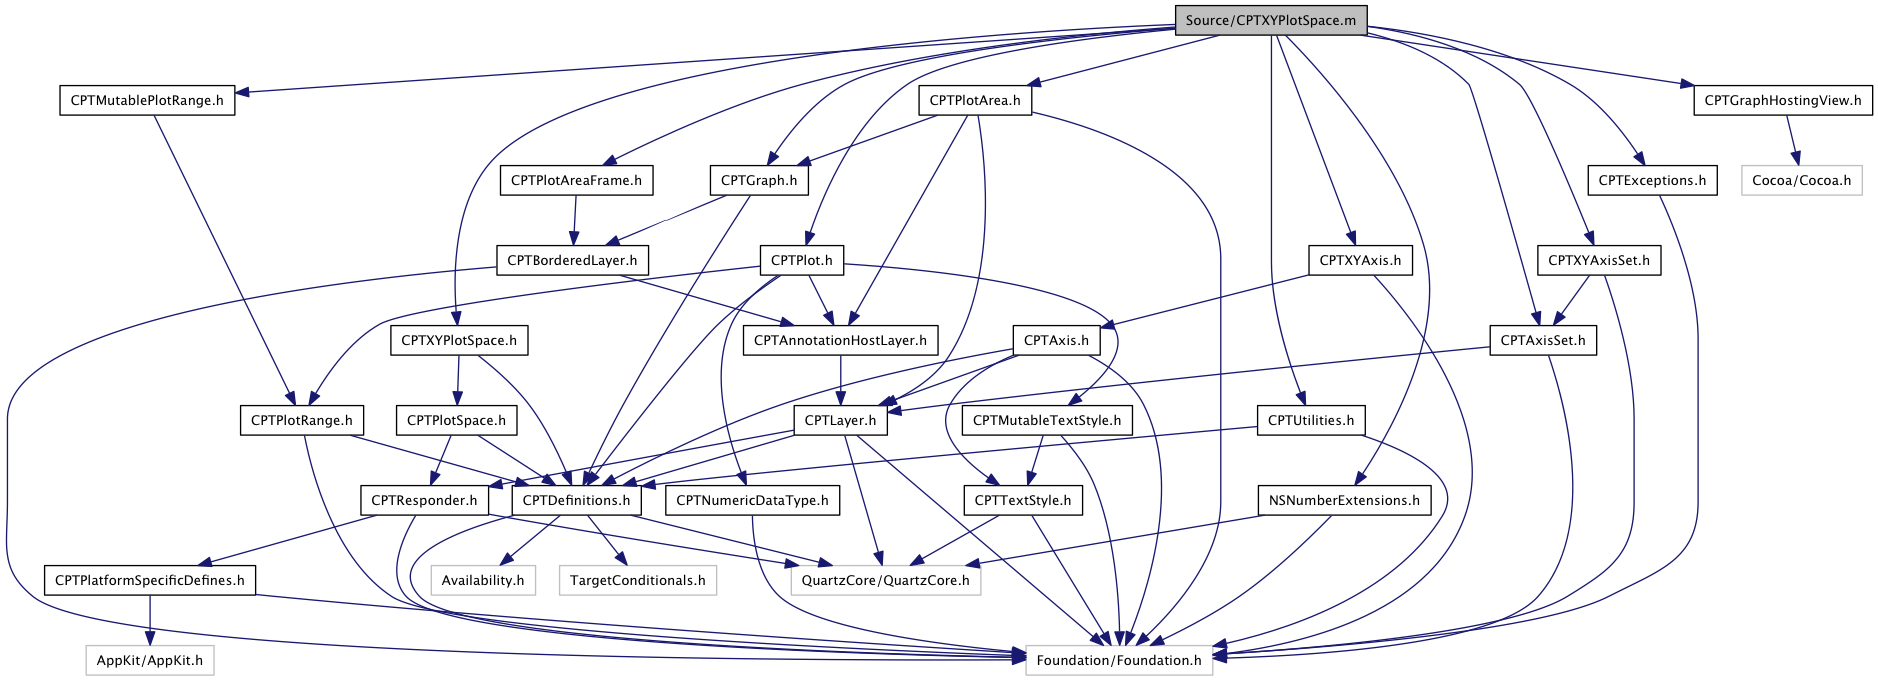 Source/CPTXYPlotSpace.m
CPTMutablePlotRange.h
CPTPlotArea.h
CPTGraphHostingView.h
CPTPlotAreaFrame.h
CPTGraph.h
CPTExceptions.h
Cocoa/Cocoa.h
CPTBorderedLayer.h
CPTPlot.h
CPTXYAxis.h
CPTXYAxisSet.h
CPTXYPlotSpace.h
CPTAnnotationHostLayer.h
CPTAxis.h
CPTAxisSet.h
CPTPlotRange.h
CPTPlotSpace.h
CPTLayer.h
CPTMutableTextStyle.h
CPTUtilities.h
CPTResponder.h
CPTDefinitions.h
CPTNumericDataType.h
CPTTextStyle.h
NSNumberExtensions.h
CPTPlatformSpecificDefines.h
Availability.h
TargetConditionals.h
QuartzCore/QuartzCore.h
AppKit/AppKit.h
Foundation/Foundation.h